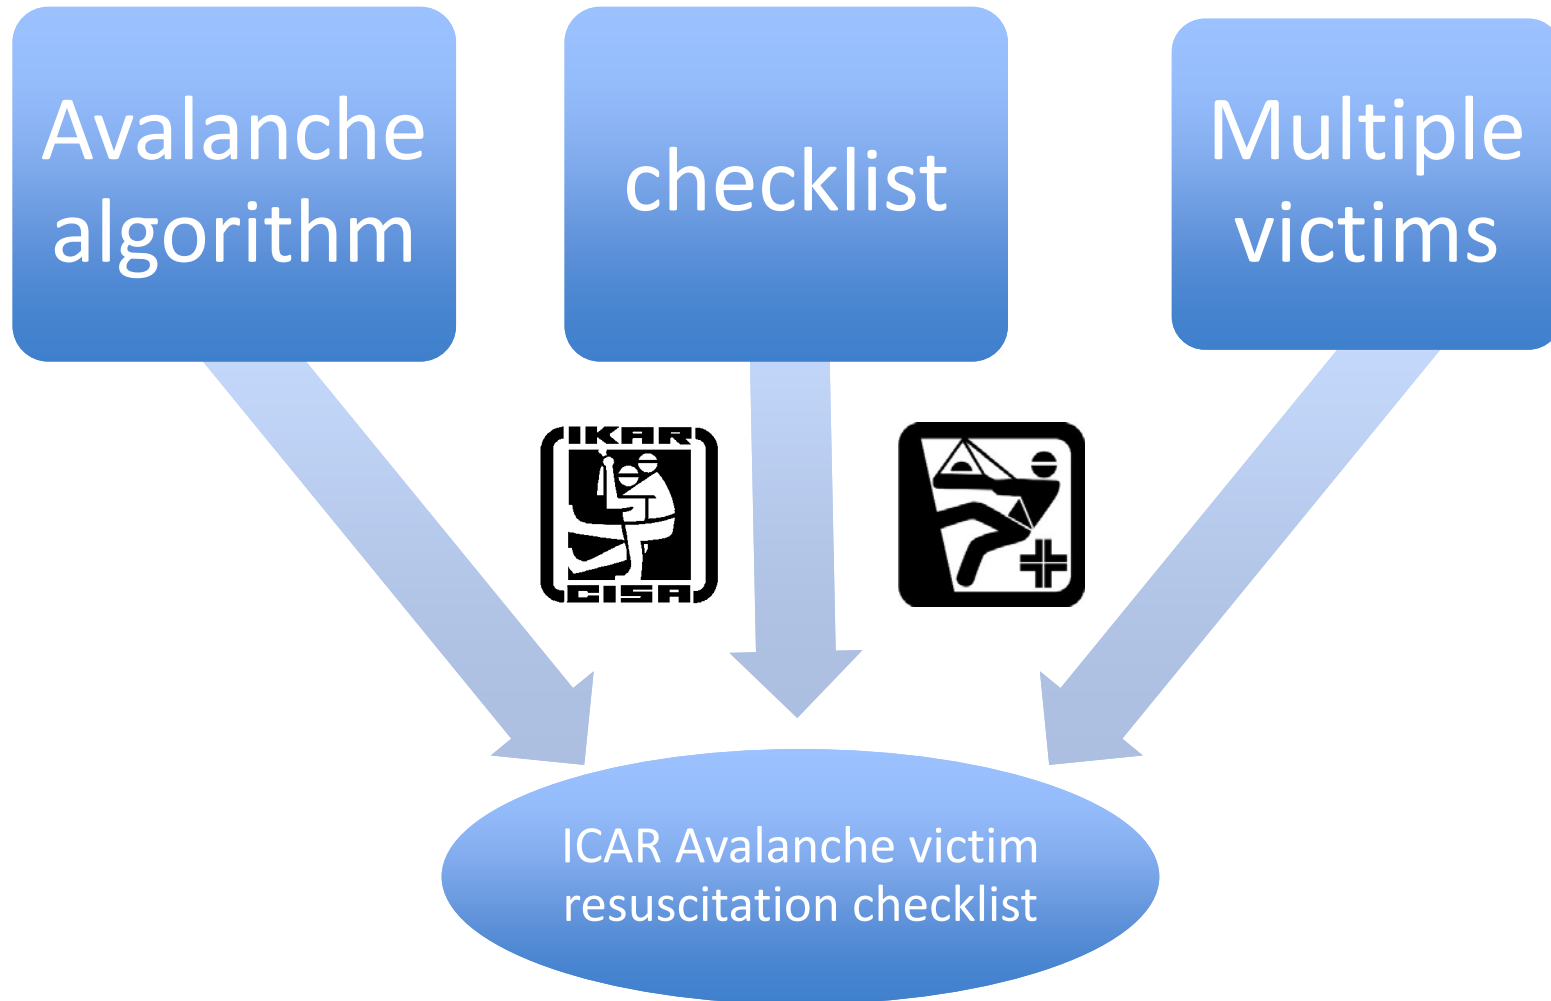 Avalanche
algorithm
checklist
Multiple
victims
IKAR
CISA
ICAR Avalanche victim
resuscitation checklist